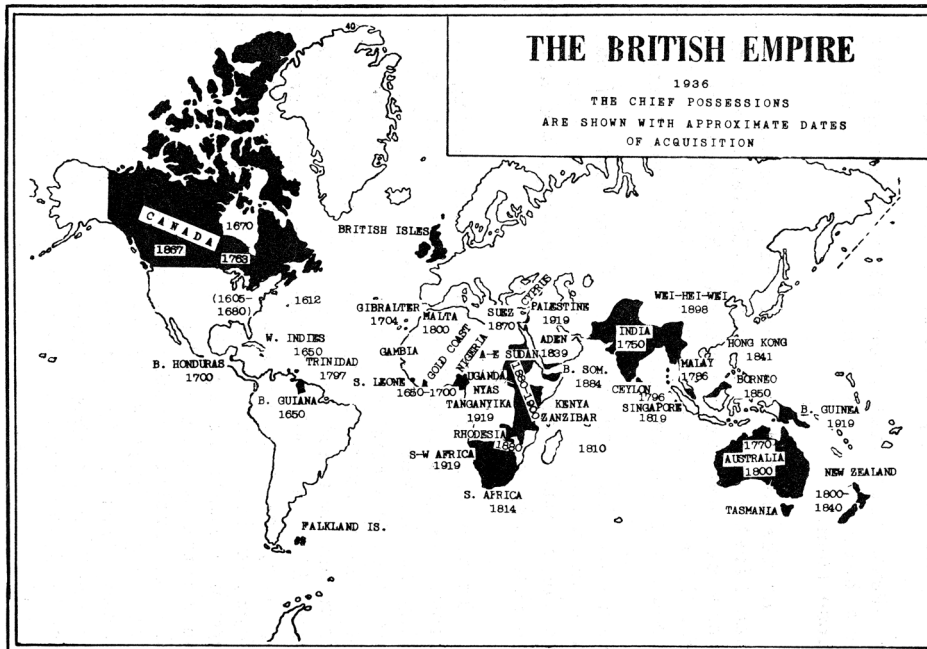 THE BRITISH EMPIRE
1936
THE CHIEF POSSESSIONS
ARE SHOWN WITH APPROXIMATE DATES
OF ACQUISITION
40
CANADA
1670
1867
1763
(1605-
1680)
1612
BRITISH ISLES
GIBRALTER
1704
MALTA
1800
SUEZ
1870
CYPRUS
PALESTINE
1919
WEI-HEI-WEI
1898
INDIA
1750
HONG KONG
1841
W. INDIES
1650
B. HONDURAS
1700
TRINIDAD
1797
B. GUIANA
1650
GAMBIA
GOLD COAST
NIGERIA
S. LEONE
1650-1700
A-E SUDAN
ADEN
1839
B. SOM.
1884
UGANDA
NYAS
1880-1900
TANGANYIKA
1919
KENYA
ZANZIBAR
CEYLON
1796
MALAY
1786
SINGAPORE
1819
BORNEO
1850
B. GUINEA
1919
RHODESIA
1880
1810
S-W AFRICA
1919
S. AFRICA
1814
1770-
AUSTRALIA
1800
NEW ZEALAND
1800-
1840
TASMANIA
FALKLAND IS.